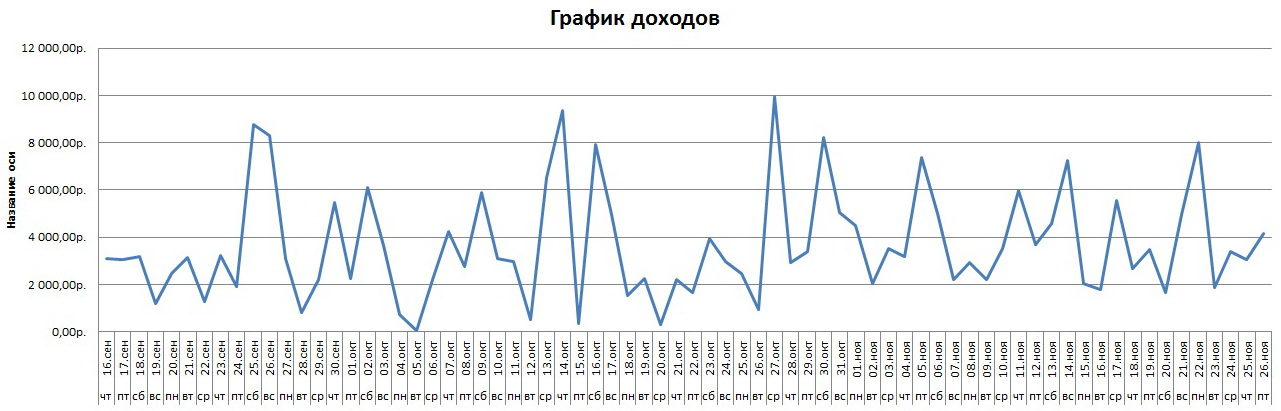 График доходов
12 000,00р.
10 000,00р.
8 000,00р.
6 000,00р.
4 000,00р.
2 000,00р.
0,00р.
Название оси
16.сен 17.сен 18.сен 19.сен 20.сен 21.сен 22.сен 23.сен 24.сен 25.сен 26.сен 27.сен 28.сен 29.сен 30.сен 01.окт 02.окт 03.окт 04.окт 05.окт 06.окт 07.окт 08.окт 09.окт 10.окт 11.окт 12.окт 13.окт 14.окт 15.окт 16.окт 17.окт 18.окт 19.окт 20.окт 21.окт 22.окт 23.окт 24.окт 25.окт 26.окт 27.окт 28.окт 29.окт 30.окт 31.окт 01.ноя 02.ноя 03.ноя 04.ноя 05.ноя 06.ноя 07.ноя 08.ноя 09.ноя 10.ноя 11.ноя 12.ноя 13.ноя 14.ноя 15.ноя 16.ноя 17.ноя 18.ноя 19.ноя 20.ноя 21.ноя 22.ноя 23.ноя 24.ноя 25.ноя 26.ноя
чт пт сб вс пн вт ср чт пт сб вс пн вт ср чт пт сб вс пн вт ср чт пт сб вс пн вт ср чт пт сб вс пн вт ср чт пт сб вс пн вт ср чт пт сб вс пн вт ср чт пт сб вс пн вт ср чт пт сб вс пн вт ср чт пт сб вс пн вт ср чт пт